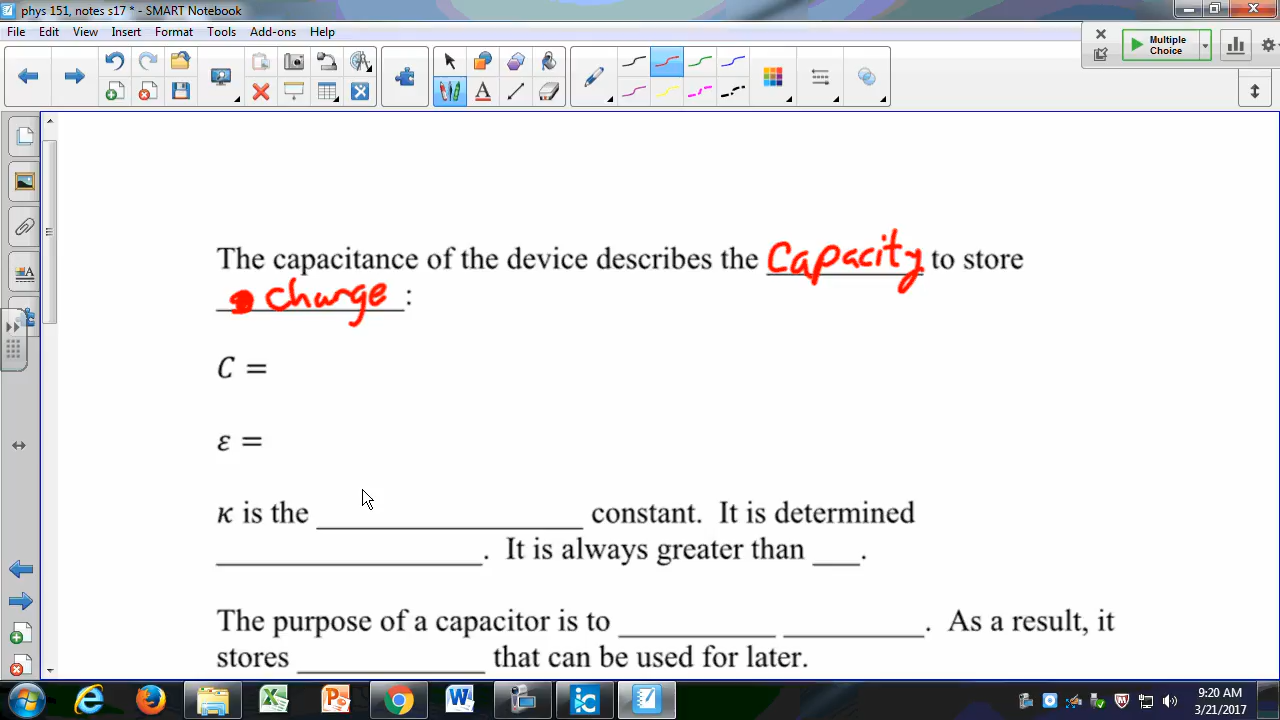 phys 151, notes s17 * - SMART Notebook
File Edit View Insert Format Tools Add-ons Help
Multiple
Choice
The capacitance of the device describes the Capacity to store
charge :
C =
ε =
κ is the ____________ constant. It is determined
____________. It is always greater than ___.
The purpose of a capacitor is to ________ ________. As a result, it
stores __________ that can be used for later.
9:20 AM
3/21/2017